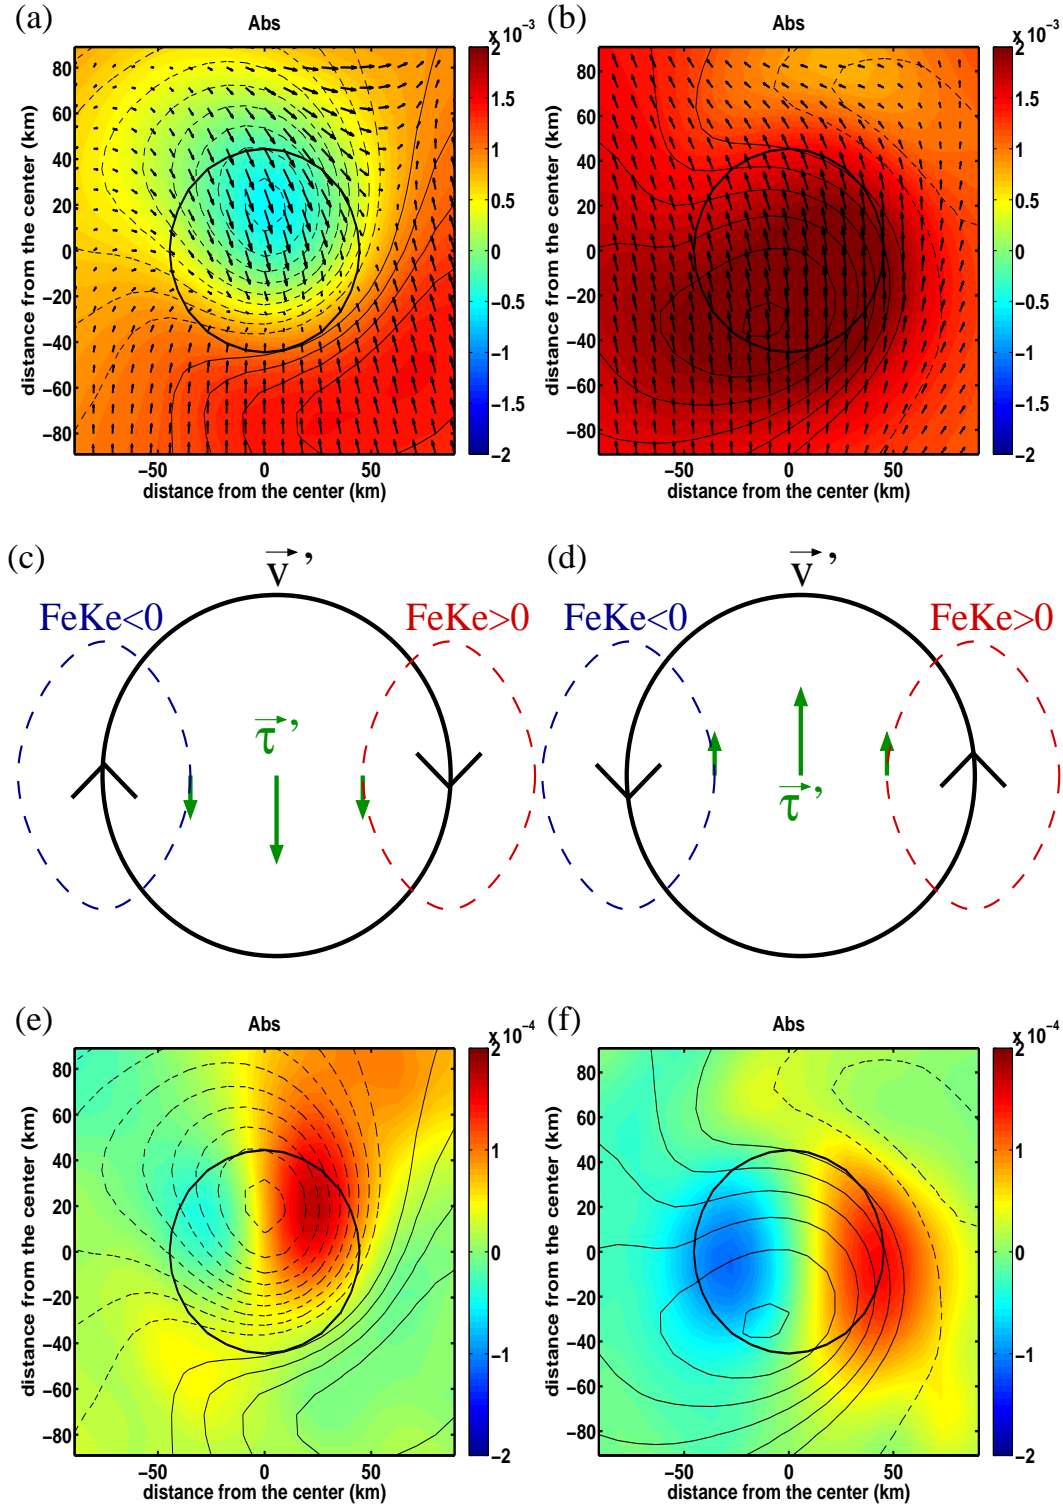 (a)
(b)
Abs
Abs
x 10⁻³
x 10⁻³
80
60
40
20
0
−20
−40
−60
−80
distance from the center (km)
−50 0 50
distance from the center (km)
2
1.5
1
0.5
0
−0.5
−1
−1.5
−2
80
60
40
20
0
−20
−40
−60
−80
distance from the center (km)
−50 0 50
distance from the center (km)
2
1.5
1
0.5
0
−0.5
−1
−1.5
−2
(c)
v’
FeKe<0
FeKe>0
τ’
(d)
v’
FeKe<0
FeKe>0
τ’
(e)
(f)
Abs
Abs
x 10⁻⁴
x 10⁻⁴
80
60
40
20
0
−20
−40
−60
−80
distance from the center (km)
−50 0 50
distance from the center (km)
2
1
0
−1
−2
80
60
40
20
0
−20
−40
−60
−80
distance from the center (km)
−50 0 50
distance from the center (km)
2
1
0
−1
−2